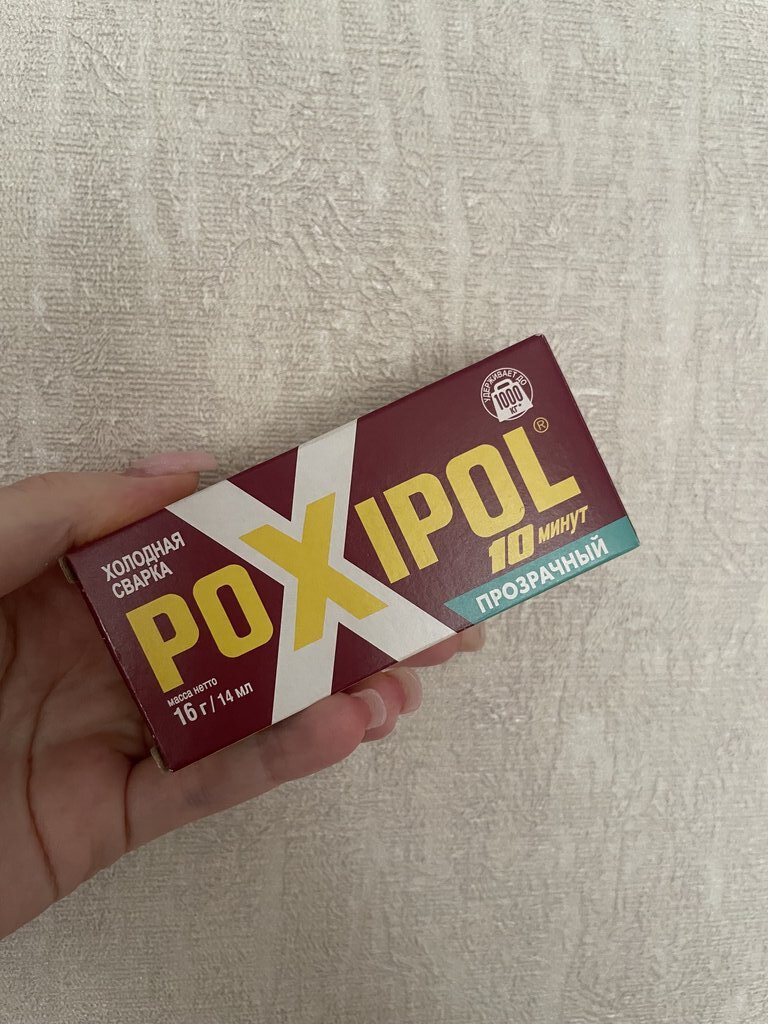 УДЕРЖИВАЕТ ДО
1000
КГ*
ХОЛОДНАЯ
СВАРКА
POXIPOL®
10 минут
ПРОЗРАЧНЫЙ
масса нетто
16 г / 14 мл